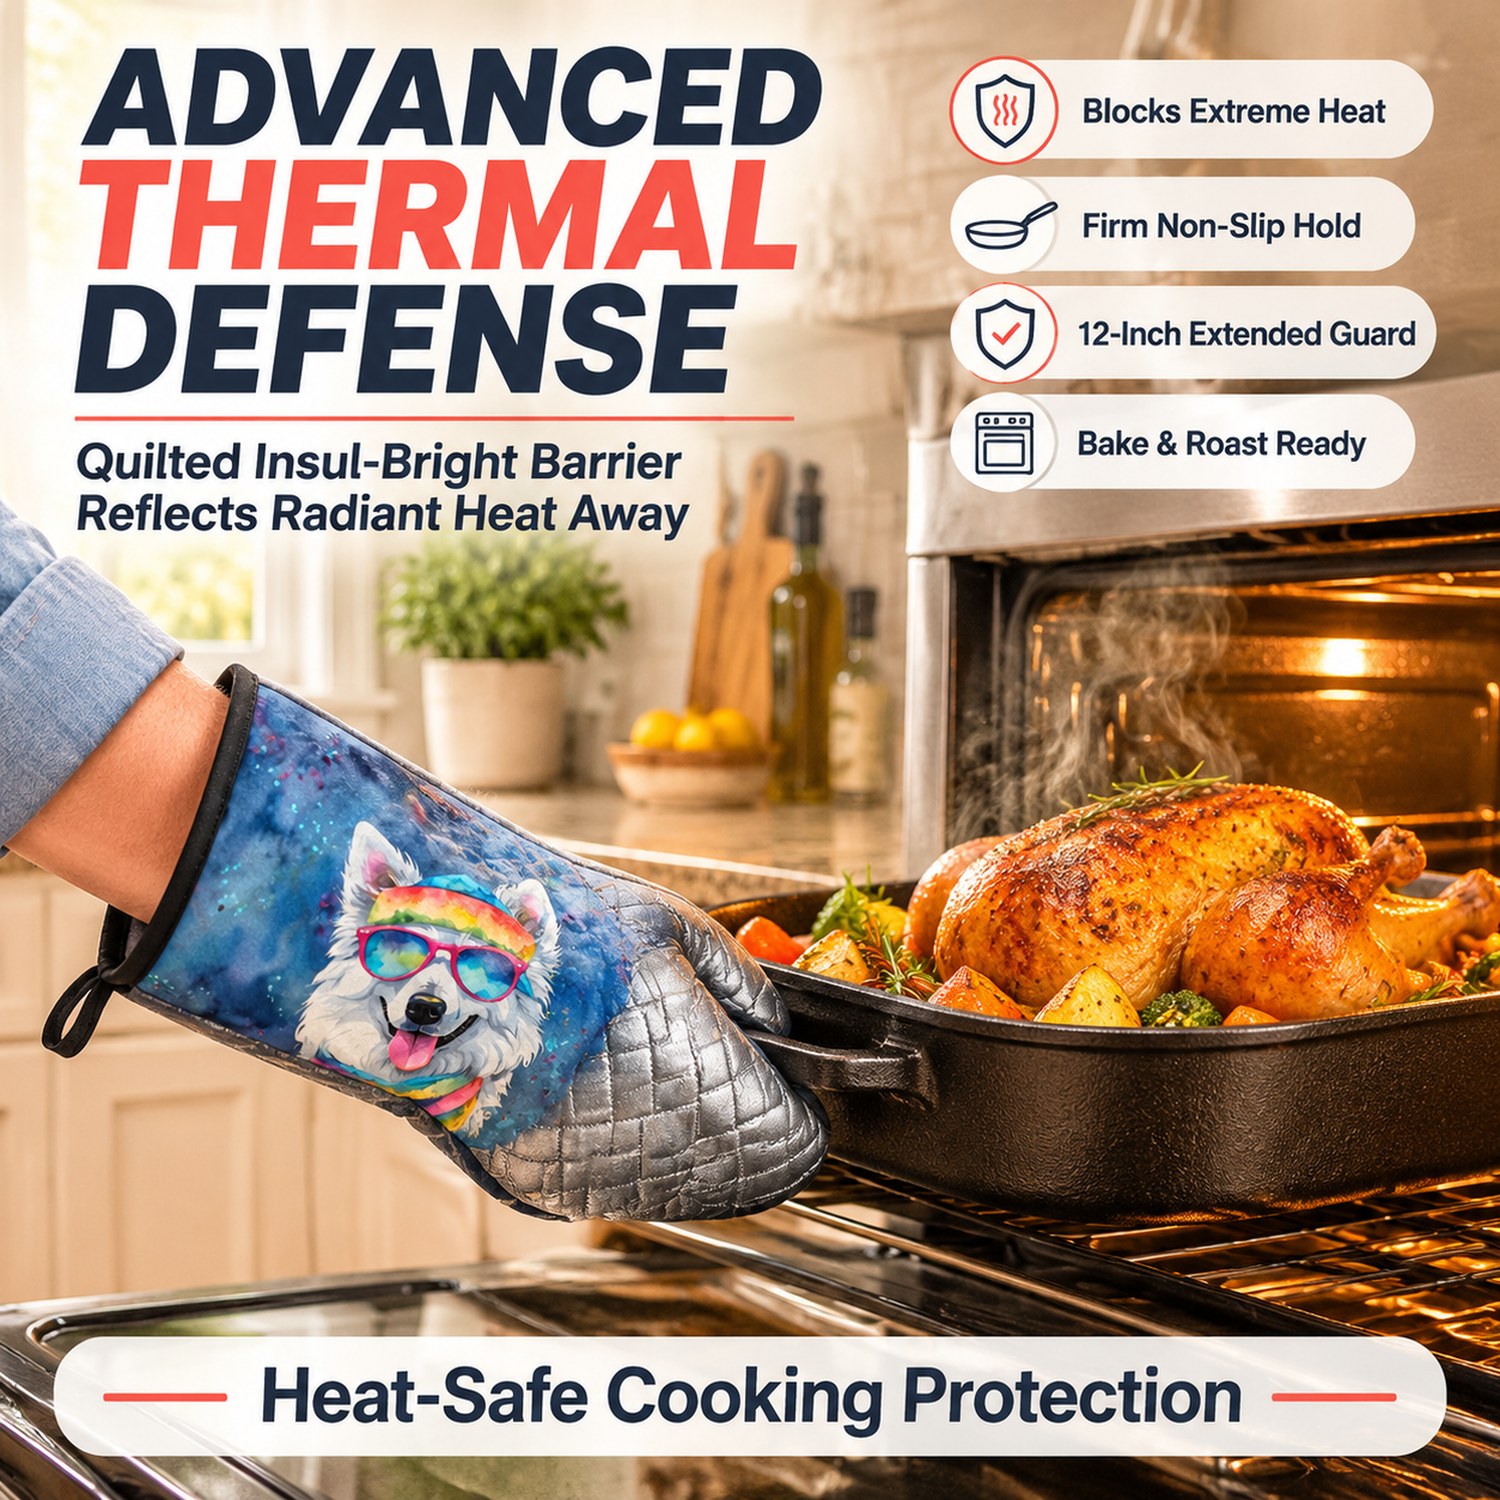 ADVANCED
THERMAL
DEFENSE
Quilted Insul-Bright Barrier
Reflects Radiant Heat Away
Blocks Extreme Heat
Firm Non-Slip Hold
12-Inch Extended Guard
Bake & Roast Ready
Heat-Safe Cooking Protection